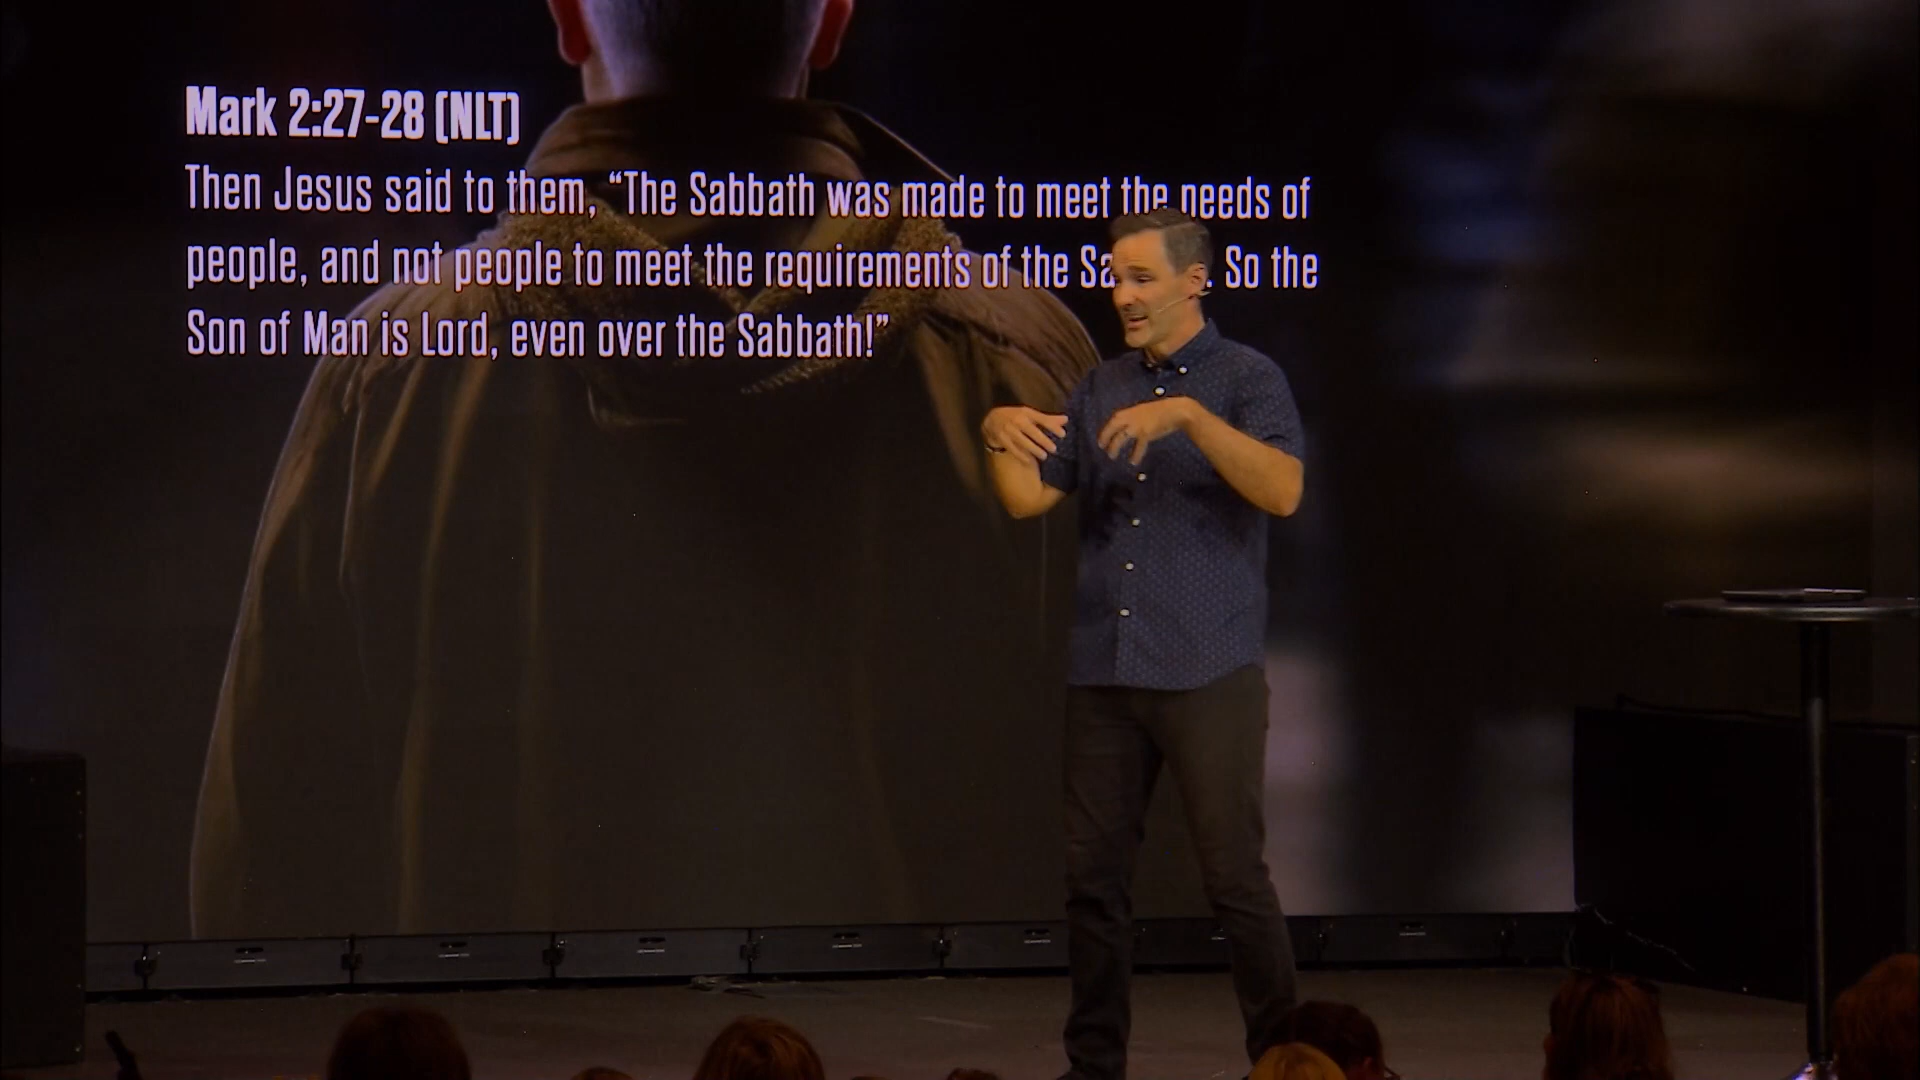 Mark 2:27-28 (NLT)
Then Jesus said to them, “The Sabbath was made to meet the needs of
people, and not people to meet the requirements of the Sa . So the
Son of Man is Lord, even over the Sabbath!”